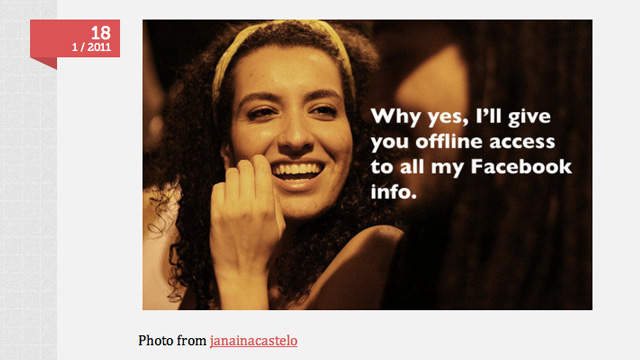 18
1 / 2011
Why yes, I'll give
you offline access
to all my Facebook
info.
Photo from janainacastelo